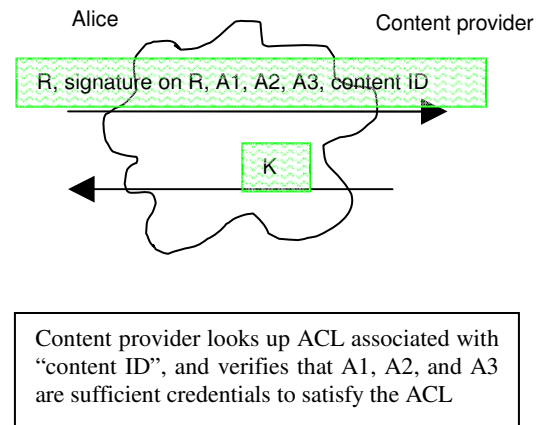 Alice
Content provider
R, signature on R, A1, A2, A3, content ID
K
Content provider looks up ACL associated with
“content ID”, and verifies that A1, A2, and A3
are sufficient credentials to satisfy the ACL